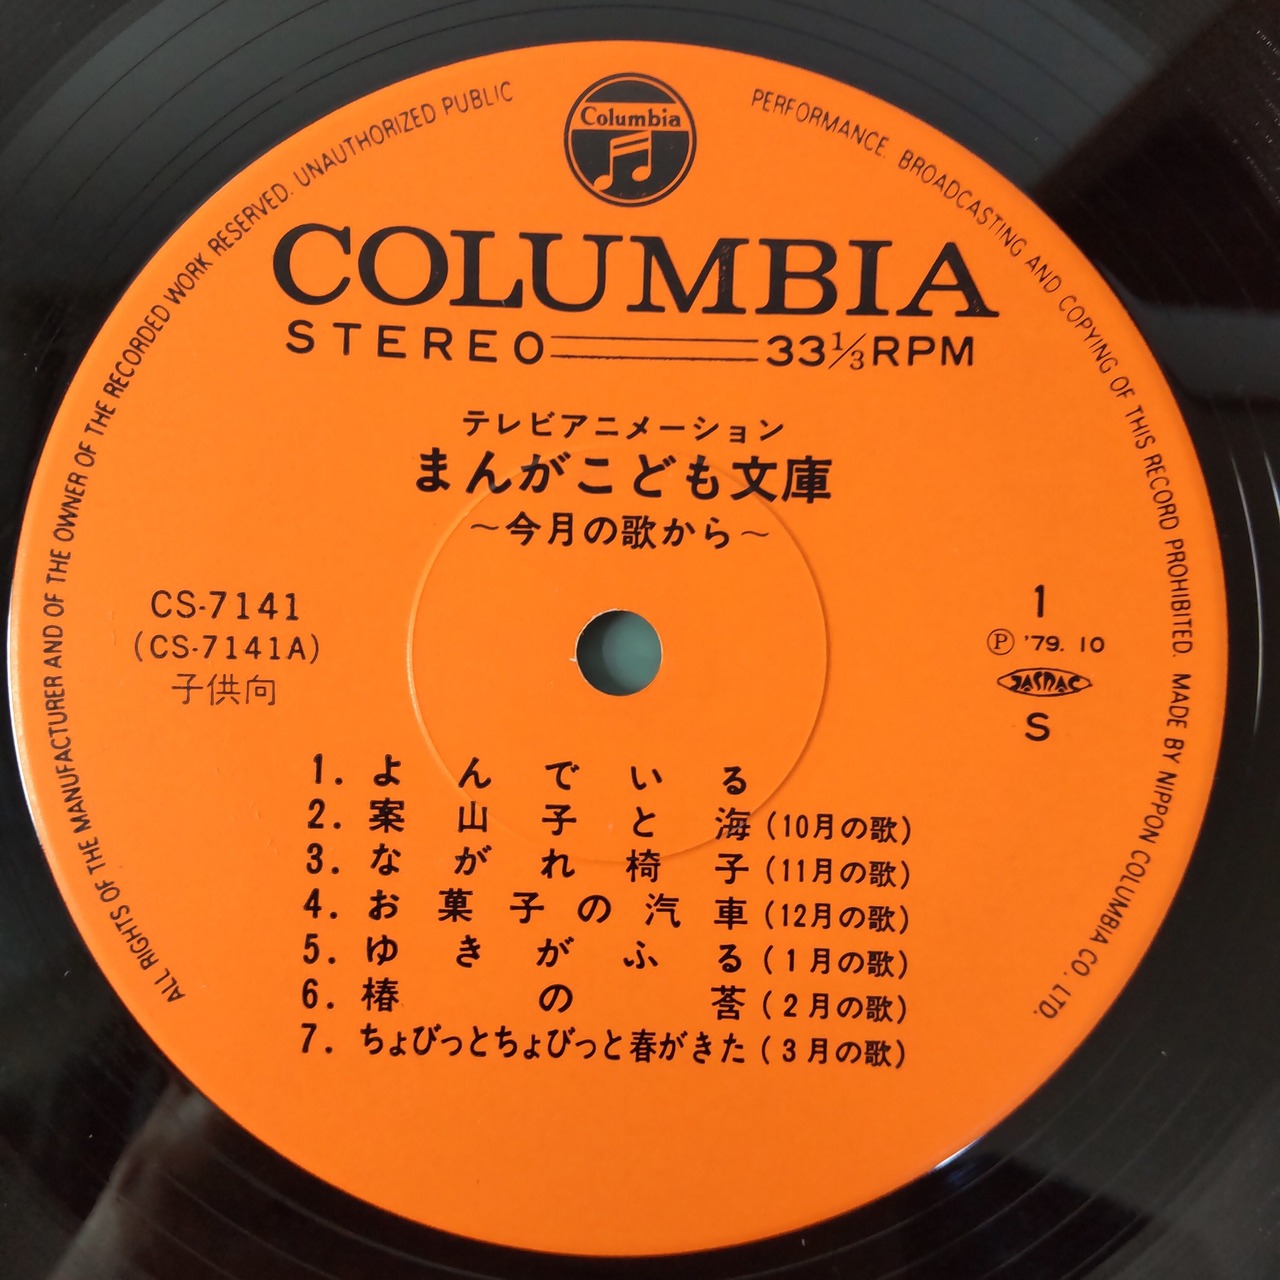 ALL RIGHTS OF THE MANUFACTURER AND OF THE OWNER OF THE RECORDED WORK RESERVED. UNAUTHORIZED PUBLIC PERFORMANCE. BROADCASTING AND COPYING OF THIS RECORD PROHIBITED. MADE BY NIPPON COLUMBIA CO. LTD.
Columbia
COLUMBIA
STEREO 33 1/3 RPM
テレビアニメーション
まんがこども文庫
～今月の歌から～
CS-7141
(CS-7141A)
子供向
1
Ⓟ '79. 10
JASRAC
S
1. よんでいる
2. 案山子と海 (10月の歌)
3. ながれ椅子 (11月の歌)
4. お菓子の汽車 (12月の歌)
5. ゆきがふる (1月の歌)
6. 椿の莟 (2月の歌)
7. ちょびっとちょびっと春がきた (3月の歌)